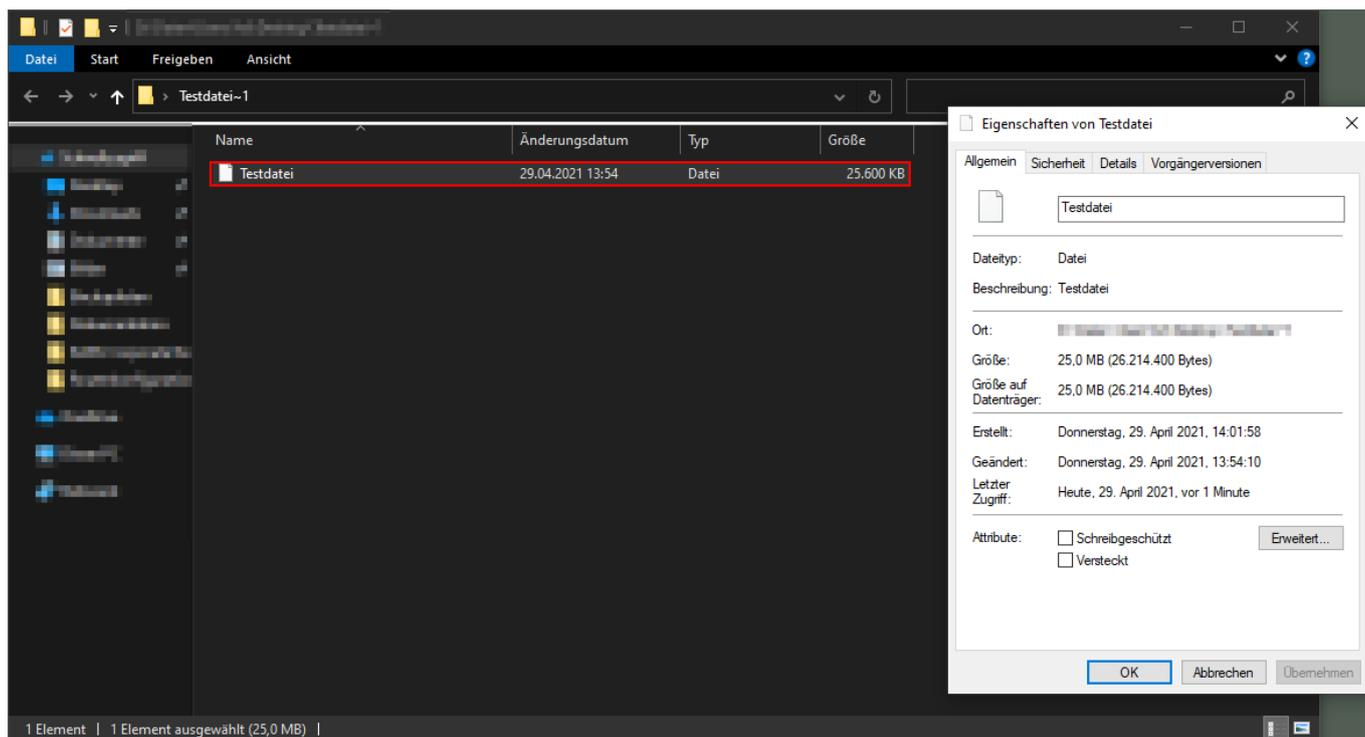 Datei Start Freigeben Ansicht
Testdatei~1
Name Änderungsdatum Typ Größe
Testdatei 29.04.2021 13:54 Datei 25.600 KB
1 Element | 1 Element ausgewählt (25,0 MB) |
Eigenschaften von Testdatei
Allgemein Sicherheit Details Vorgängerversionen
Testdatei
Dateityp: Datei
Beschreibung: Testdatei
Ort:
Größe: 25,0 MB (26.214.400 Bytes)
Größe auf
Datenträger: 25,0 MB (26.214.400 Bytes)
Erstellt: Donnerstag, 29. April 2021, 14:01:58
Geändert: Donnerstag, 29. April 2021, 13:54:10
Letzter
Zugriff: Heute, 29. April 2021, vor 1 Minute
Attribute: Schreibgeschützt Erweitert...
Versteckt
OK Abbrechen Übernehmen